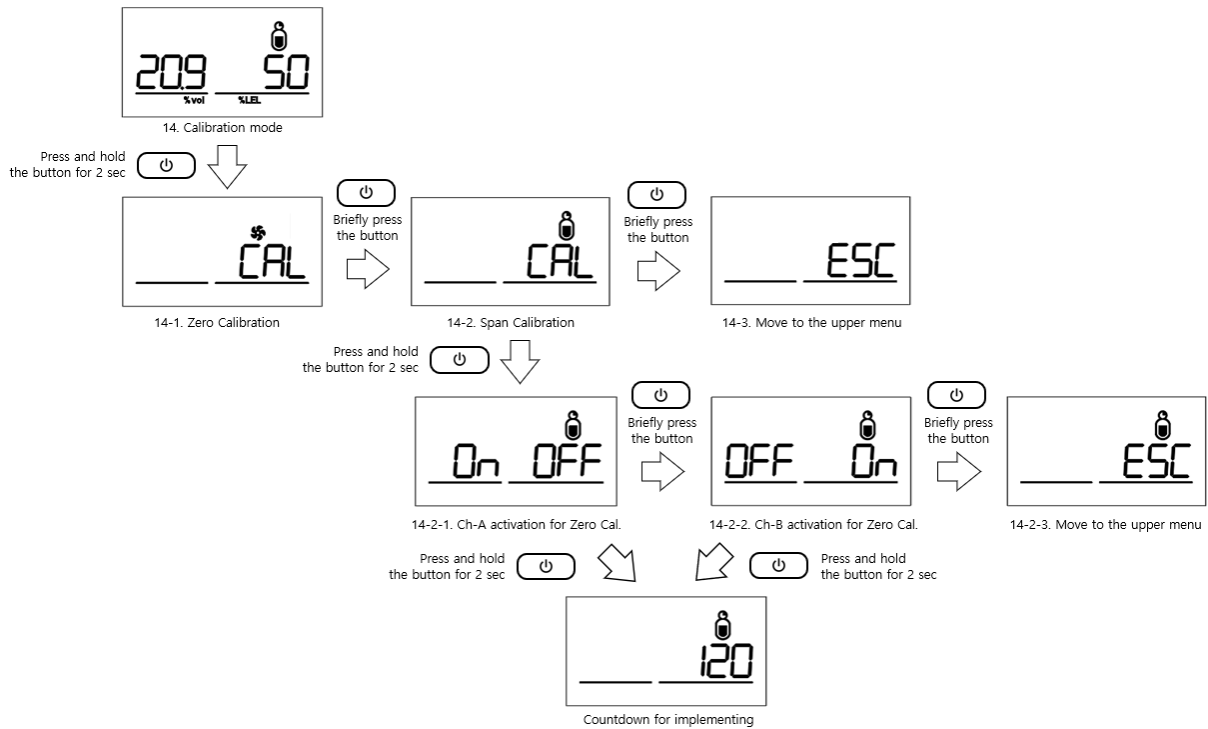 20.9 50
%vol %LEL
14. Calibration mode
Press and hold
the button for 2 sec
CAL
14-1. Zero Calibration
Briefly press
the button
CAL
14-2. Span Calibration
Briefly press
the button
ESC
14-3. Move to the upper menu
Press and hold
the button for 2 sec
On OFF
14-2-1. Ch-A activation for Zero Cal.
Briefly press
the button
OFF On
14-2-2. Ch-B activation for Zero Cal.
Briefly press
the button
ESC
14-2-3. Move to the upper menu
Press and hold
the button for 2 sec
Press and hold
the button for 2 sec
120
Countdown for implementing